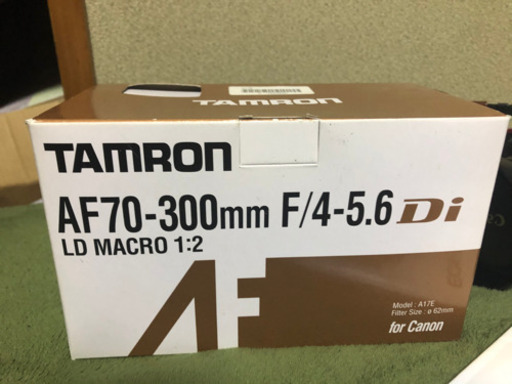 TAMRON
TAMRON
AF70-300mm F/4-5.6 Di
LD MACRO 1:2
AF
Model : A17E
Filter Size : ø 62mm
for Canon